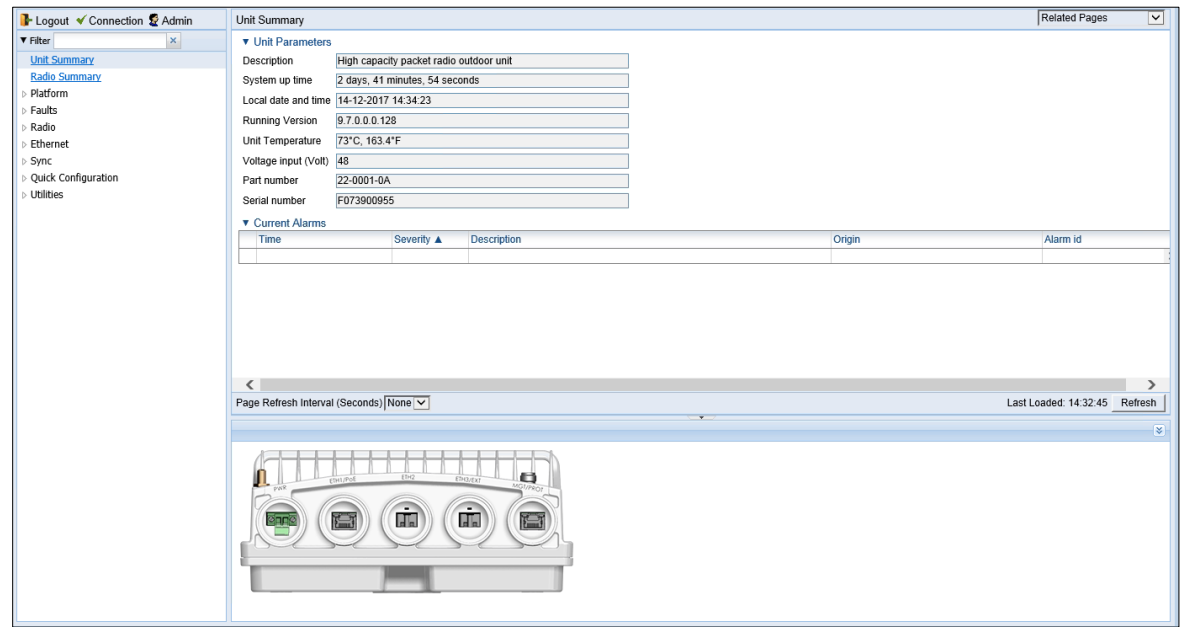 Logout Connection Admin
Filter
Unit Summary
Radio Summary
Platform
Faults
Radio
Ethernet
Sync
Quick Configuration
Utilities
Unit Summary Related Pages
Unit Parameters
Description High capacity packet radio outdoor unit
System up time 2 days, 41 minutes, 54 seconds
Local date and time 14-12-2017 14:34:23
Running Version 9.7.0.0.0.128
Unit Temperature 73°C, 163.4°F
Voltage input (Volt) 48
Part number 22-0001-0A
Serial number F073900955
Current Alarms
Time Severity ▲ Description Origin Alarm id
Page Refresh Interval (Seconds) None Last Loaded: 14:32:45 Refresh
PWR ETH1/PoE ETH2 ETH3/EXT MGT/PROT